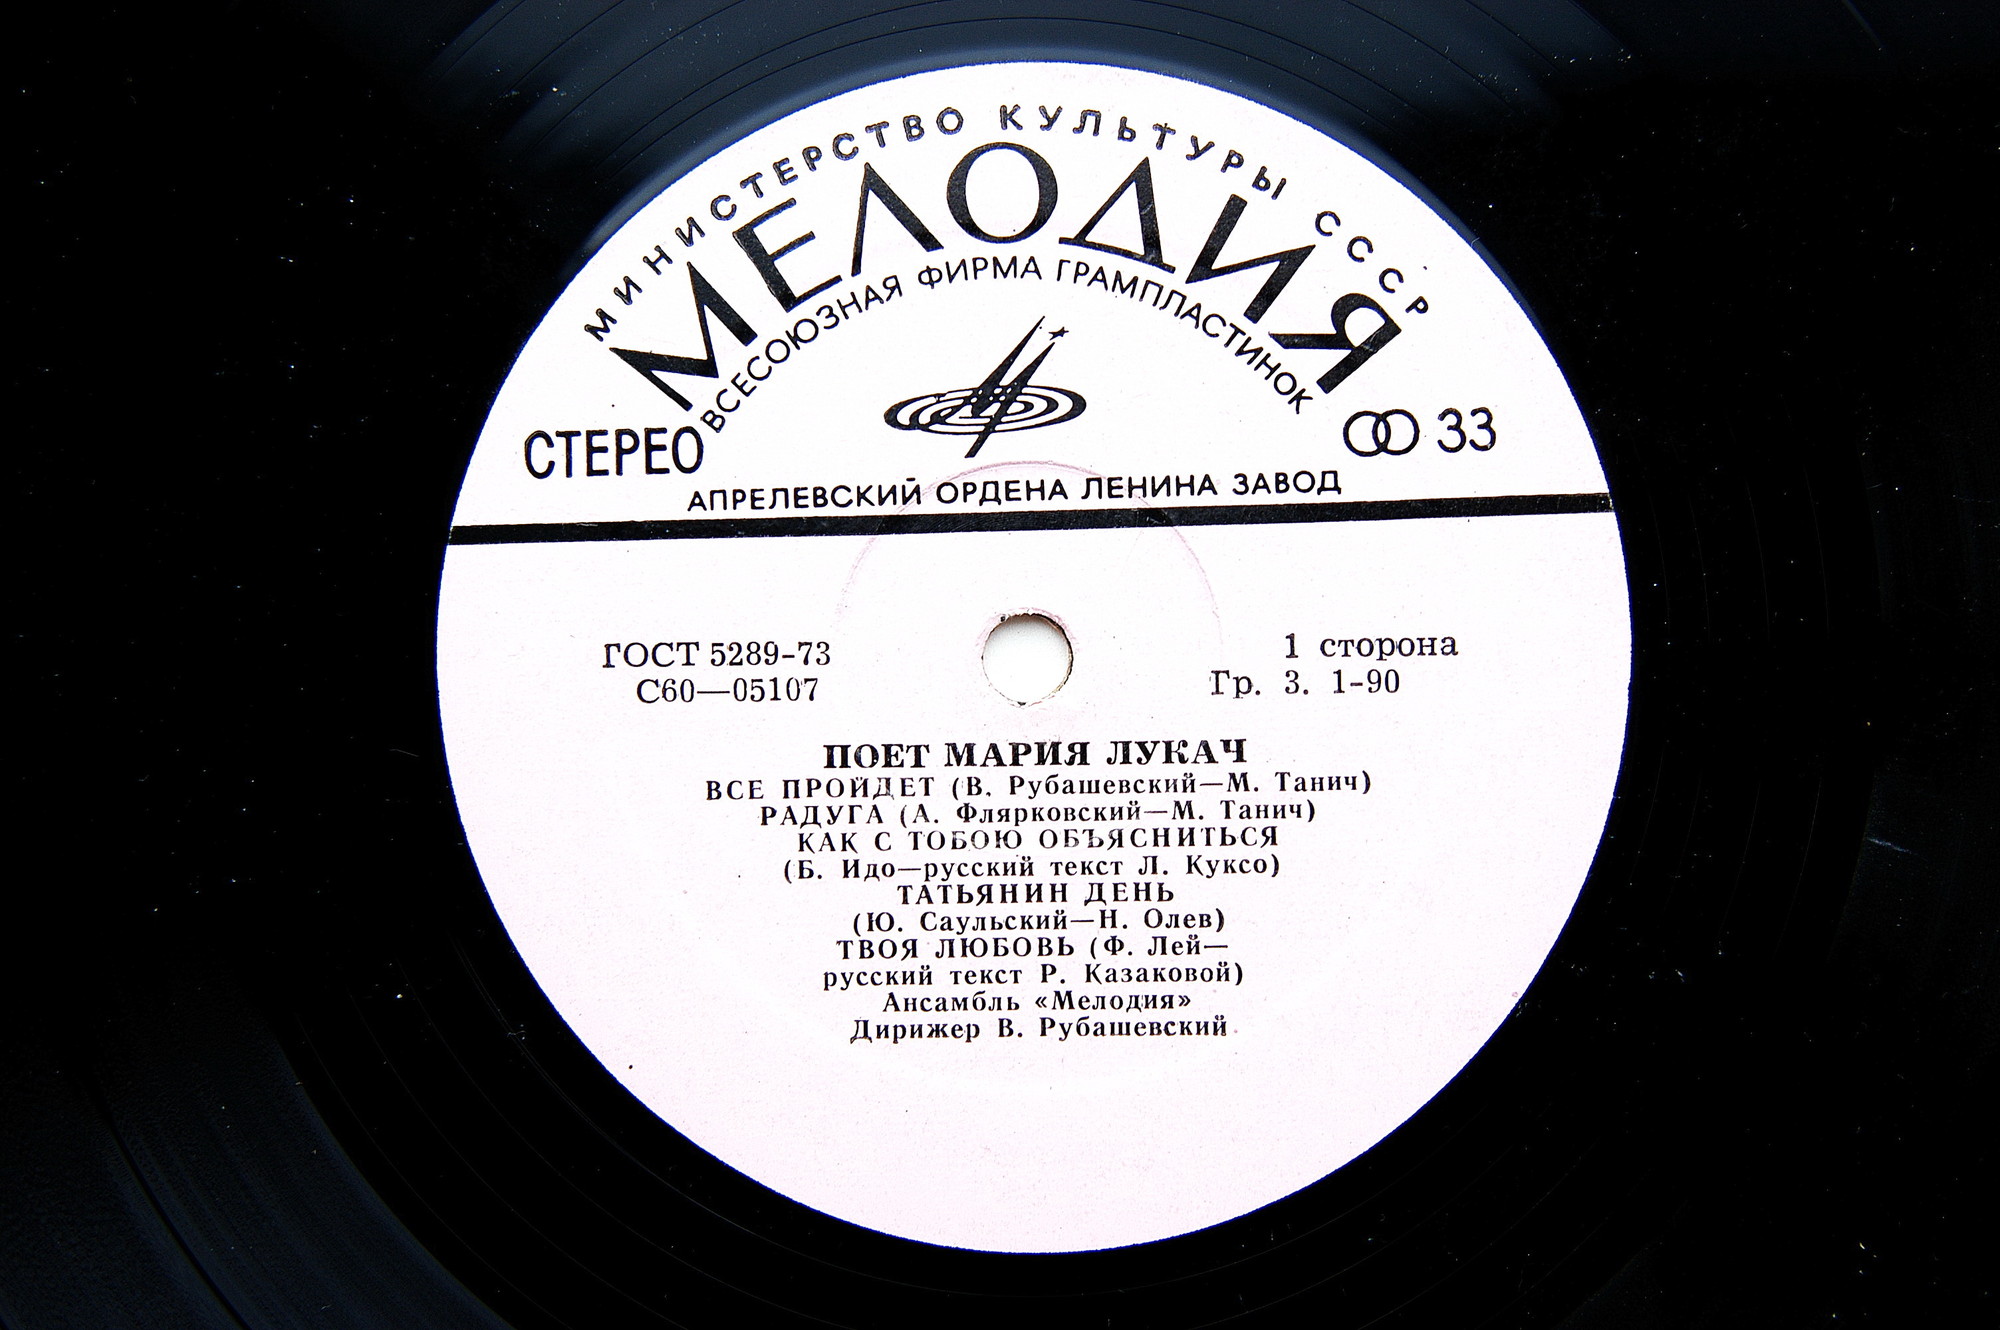 МИНИСТЕРСТВО КУЛЬТУРЫ СССР
МЕЛОДИЯ
ВСЕСОЮЗНАЯ ФИРМА ГРАМПЛАСТИНОК
СТЕРЕО
33
АПРЕЛЕВСКИЙ ОРДЕНА ЛЕНИНА ЗАВОД
ГОСТ 5289-73
С60—05107
1 сторона
Гр. 3. 1-90
ПОЕТ МАРИЯ ЛУКАЧ
ВСЕ ПРОЙДЕТ (В. Рубашевский—М. Танич)
РАДУГА (А. Флярковский—М. Танич)
КАК С ТОБОЮ ОБЪЯСНИТЬСЯ
(Б. Идо—русский текст Л. Куксо)
ТАТЬЯНИН ДЕНЬ
(Ю. Саульский—Н. Олев)
ТВОЯ ЛЮБОВЬ (Ф. Лей—
русский текст Р. Казаковой)
Ансамбль «Мелодия»
Дирижер В. Рубашевский